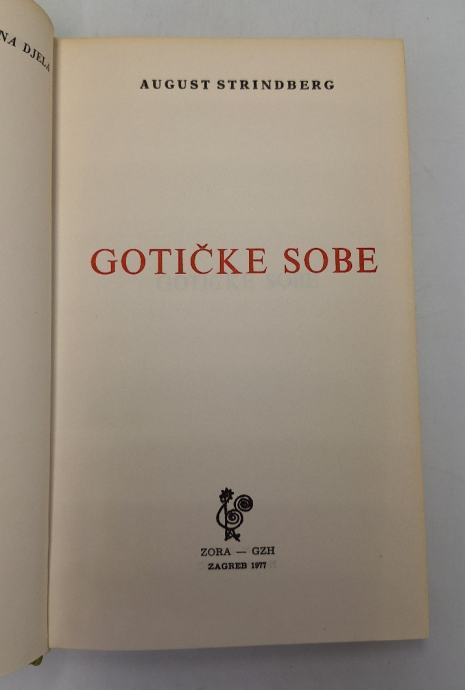 NA DJELA
AUGUST STRINDBERG
GOTIČKE SOBE
ZORA — GZH
ZAGREB 1977